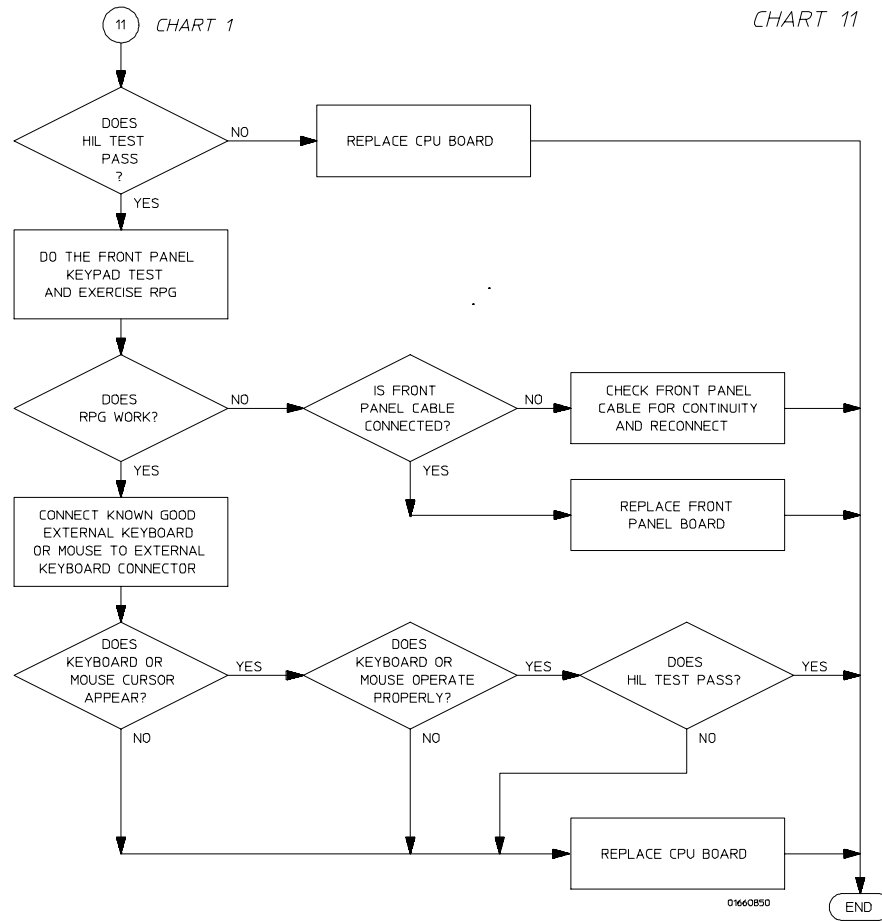 11
CHART 1
CHART 11
DOES
HIL TEST
PASS
?
NO
REPLACE CPU BOARD
YES
DO THE FRONT PANEL
KEYPAD TEST
AND EXERCISE RPG
DOES
RPG WORK?
NO
IS FRONT
PANEL CABLE
CONNECTED?
NO
CHECK FRONT PANEL
CABLE FOR CONTINUITY
AND RECONNECT
YES
YES
REPLACE FRONT
PANEL BOARD
CONNECT KNOWN GOOD
EXTERNAL KEYBOARD
OR MOUSE TO EXTERNAL
KEYBOARD CONNECTOR
DOES
KEYBOARD OR
MOUSE CURSOR
APPEAR?
YES
DOES
KEYBOARD OR
MOUSE OPERATE
PROPERLY?
YES
DOES
HIL TEST PASS?
YES
NO
NO
NO
REPLACE CPU BOARD
01660850
END